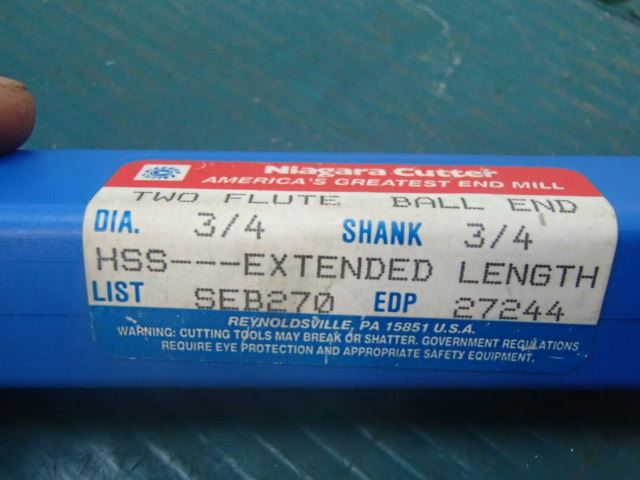 Niagara Cutter
AMERICA'S GREATEST END MILL
TWO FLUTE BALL END
DIA. 3/4 SHANK 3/4
HSS---EXTENDED LENGTH
LIST SEB270 EDP 27244
REYNOLDSVILLE, PA 15851 U.S.A.
WARNING: CUTTING TOOLS MAY BREAK OR SHATTER. GOVERNMENT REGULATIONS
REQUIRE EYE PROTECTION AND APPROPRIATE SAFETY EQUIPMENT.